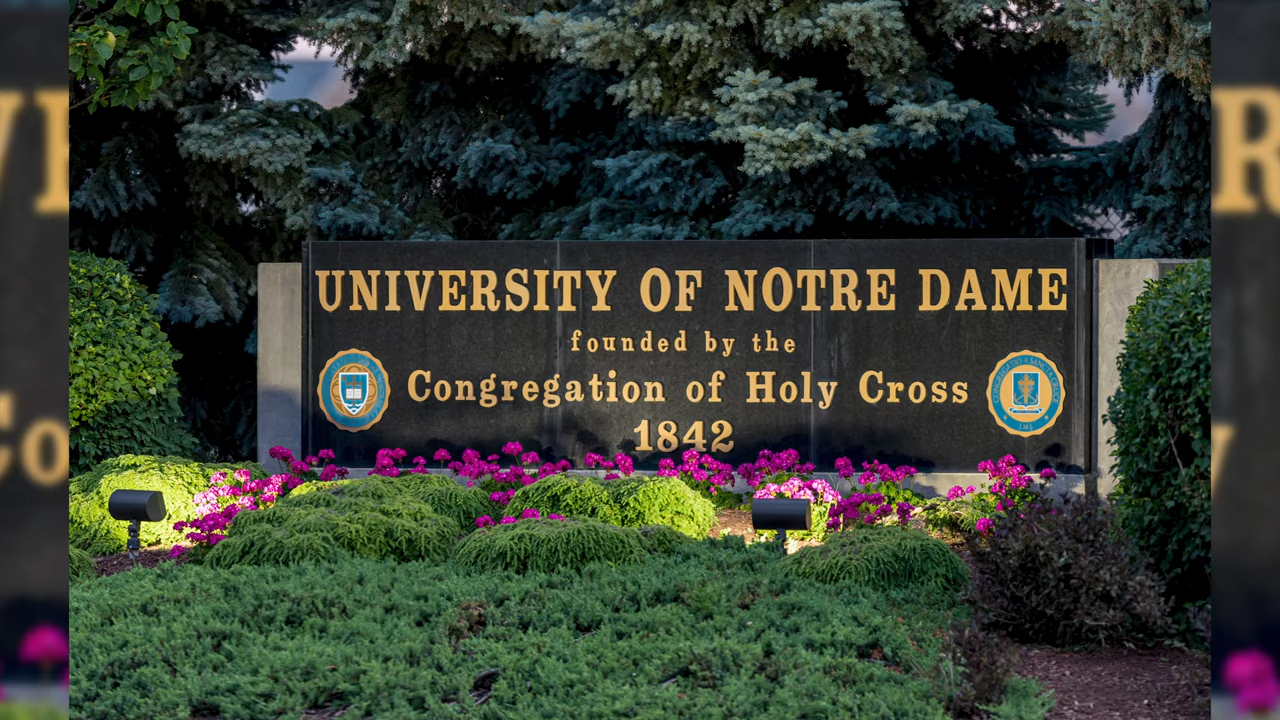 UNIVERSITY OF NOTRE DAME
founded by the
Congregation of Holy Cross
1842